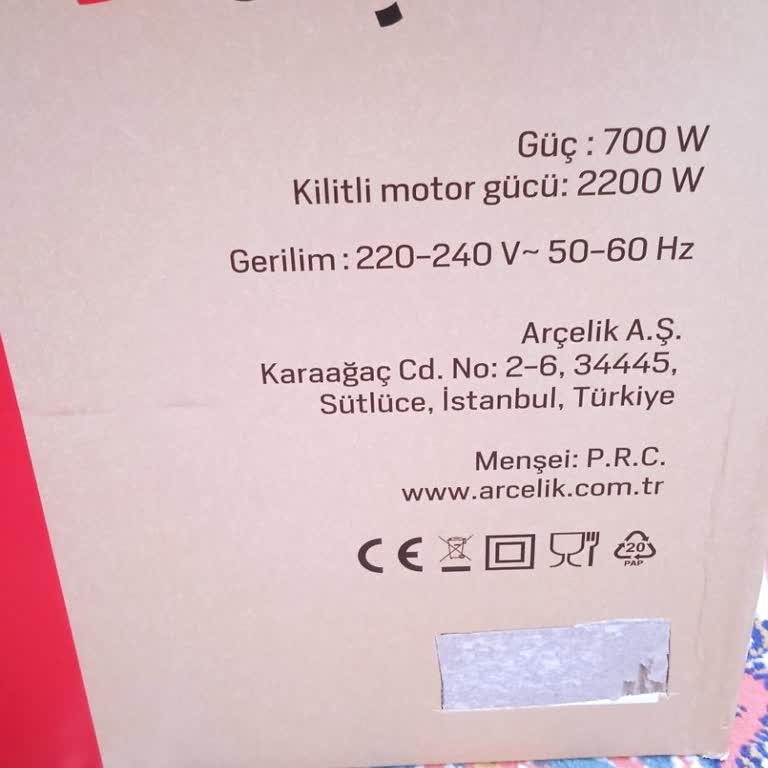 Güç : 700 W
Kilitli motor gücü: 2200 W
Gerilim : 220-240 V~ 50-60 Hz
Arçelik A.Ş.
Karaağaç Cd. No: 2-6, 34445,
Sütlüce, İstanbul, Türkiye
Menşei: P.R.C.
www.arcelik.com.tr
CE
20
PAP